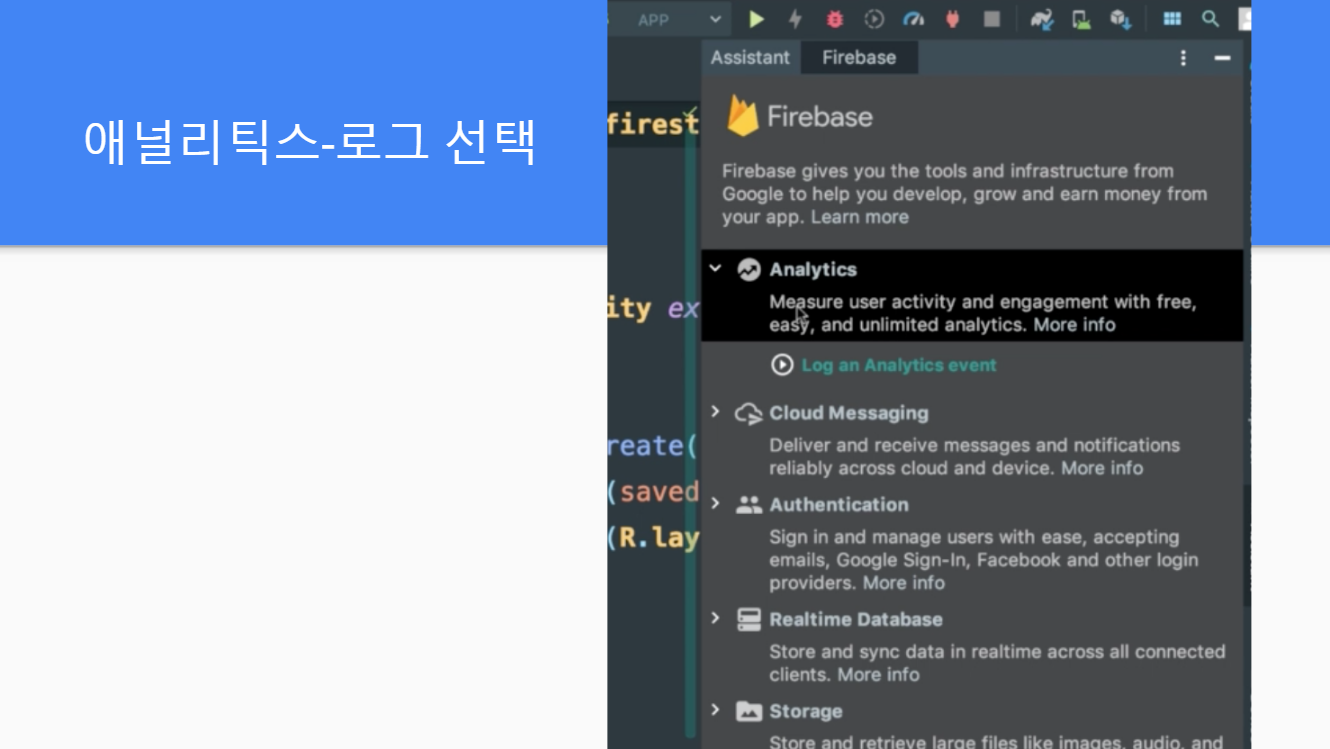 애널리틱스-로그 선택
APP
Assistant
Firebase
Firebase
Firebase gives you the tools and infrastructure from
Google to help you develop, grow and earn money from
your app. Learn more
Analytics
Measure user activity and engagement with free,
easy, and unlimited analytics. More info
Log an Analytics event
Cloud Messaging
Deliver and receive messages and notifications
reliably across cloud and device. More info
Authentication
Sign in and manage users with ease, accepting
emails, Google Sign-In, Facebook and other login
providers. More info
Realtime Database
Store and sync data in realtime across all connected
clients. More info
Storage
Store and retrieve large files like images, audio, and
firest
ity ex
reate(
(saved
(R.lay